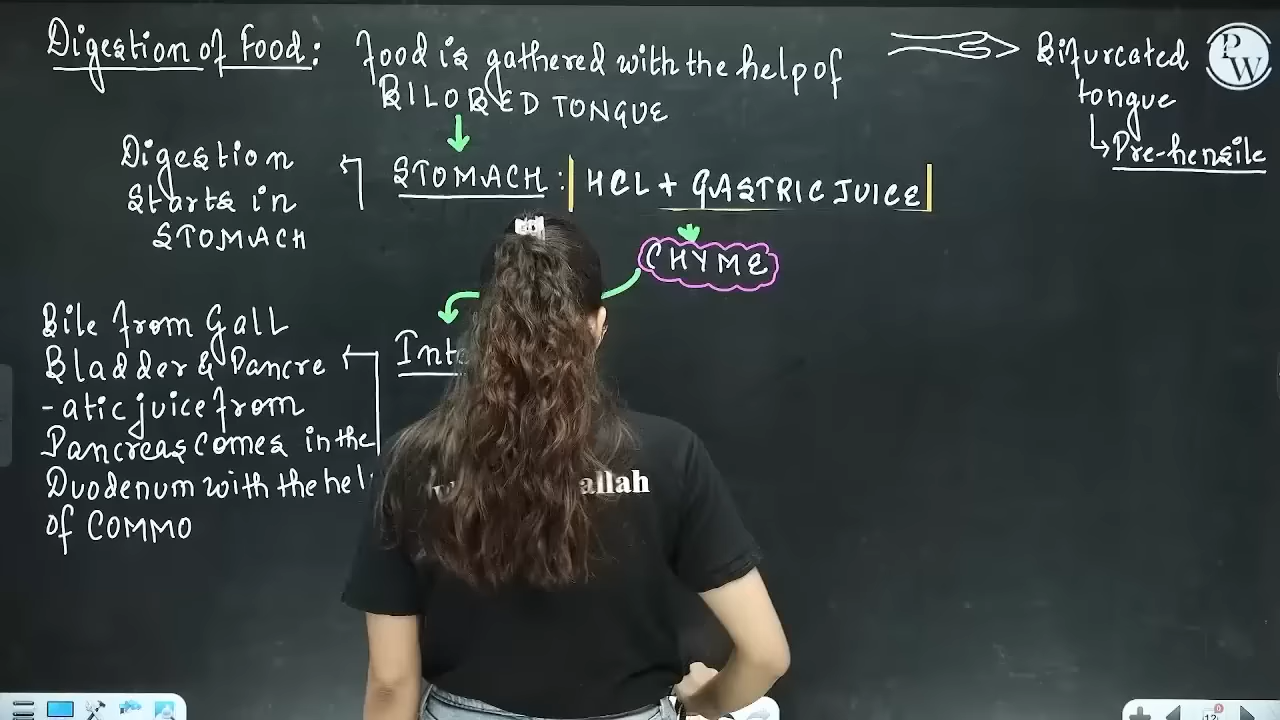 Digestion of Food: Food is gathered with the help of
BILOBED TONGUE
Bifurcated
tongue
Pre-hensile
PW
Digestion
Starts in
STOMACH
STOMACH: HCL + GASTRIC JUICE
CHYME
Bile from Gall
Bladder & Pancre
-atic juice from
Pancreas comes in the
Duodenum with the hel
of COMMO
Inte
allah